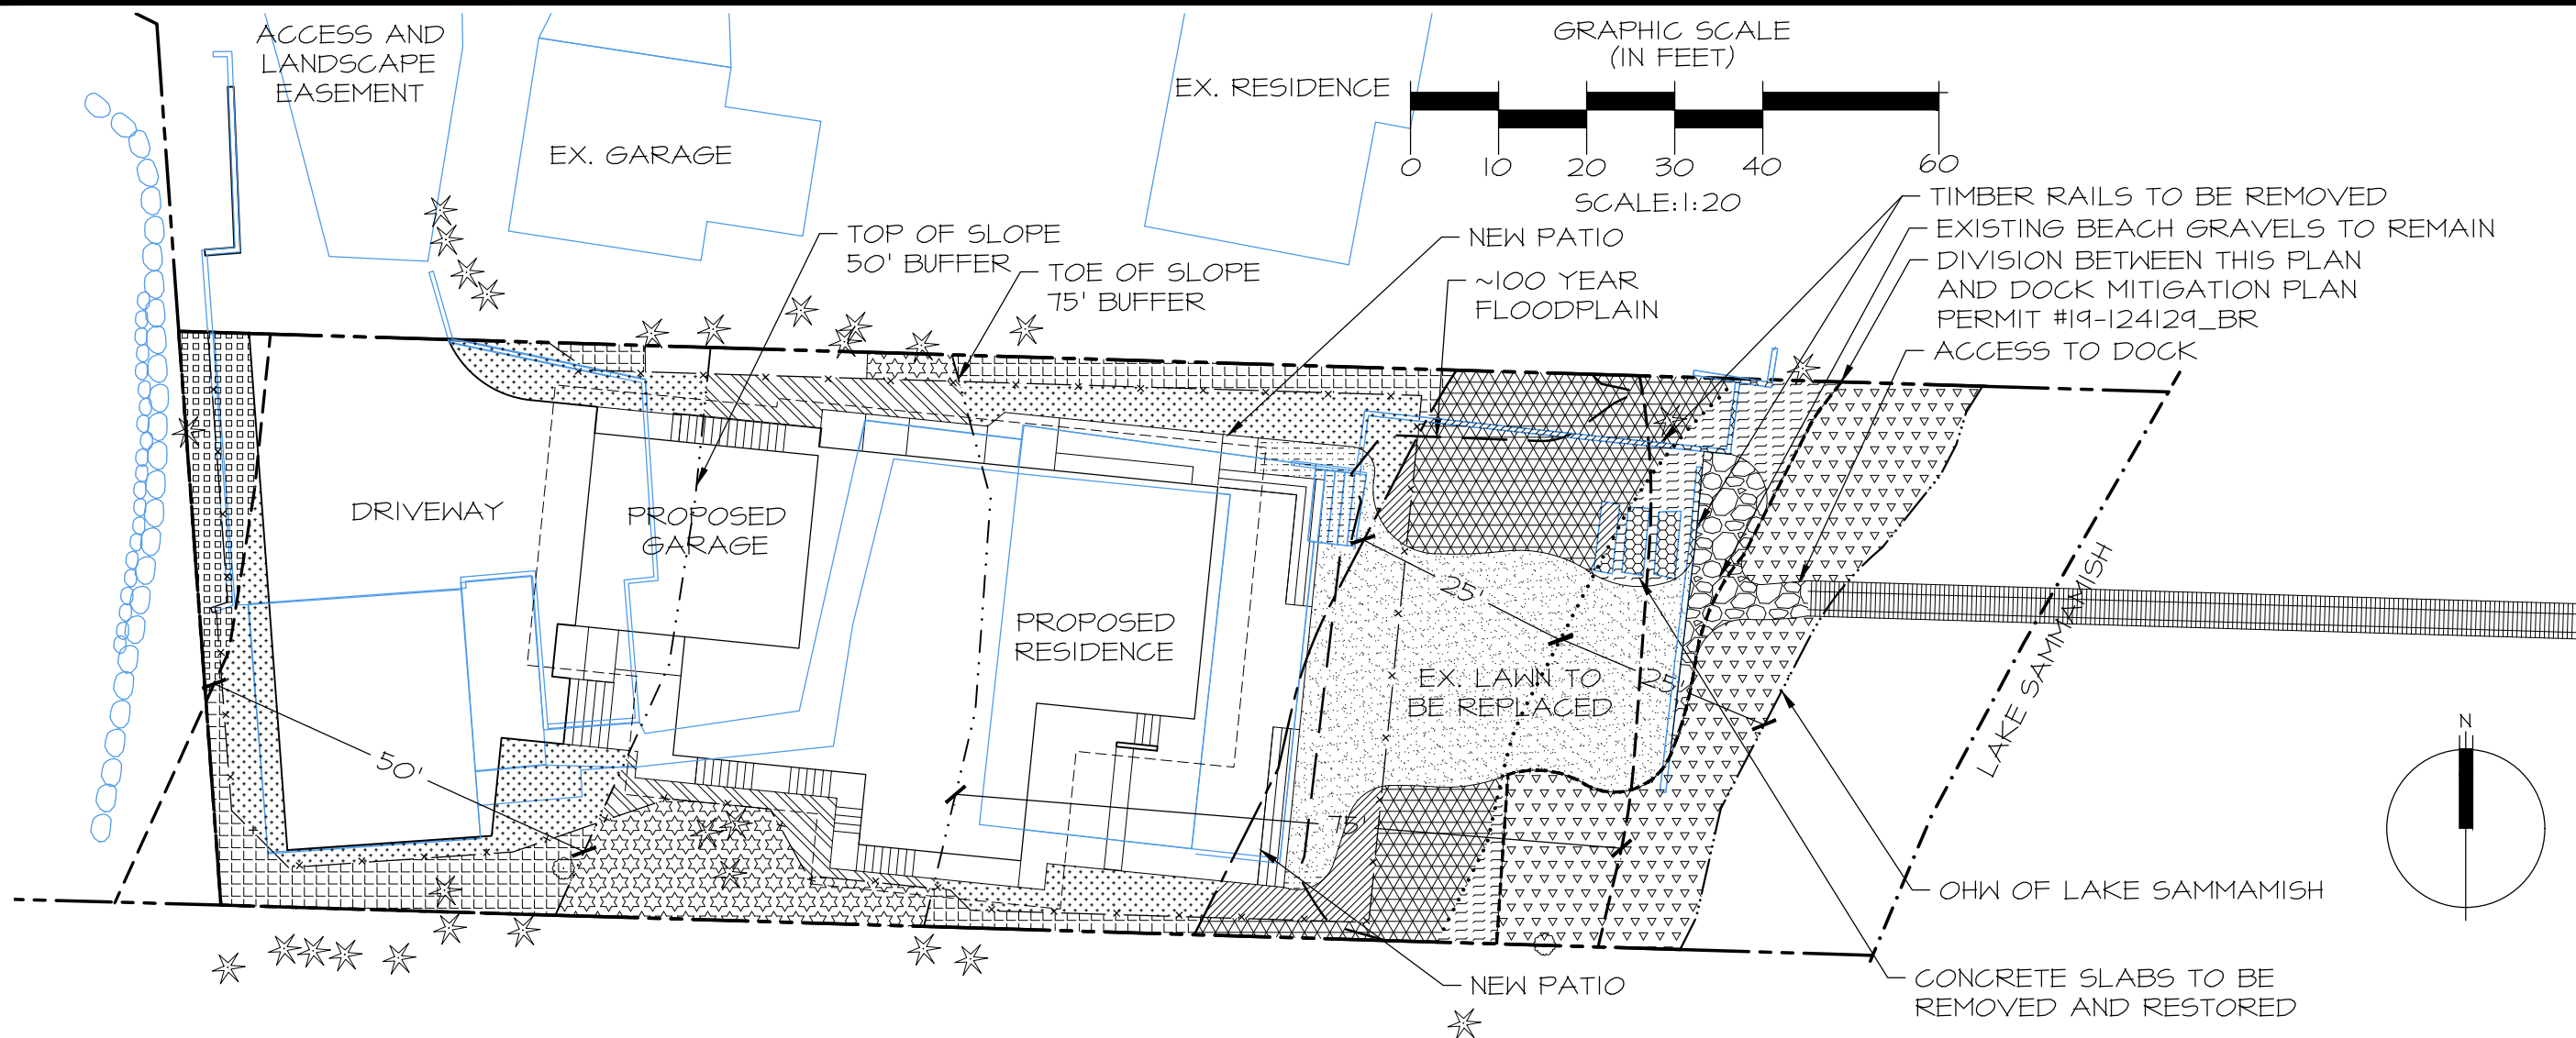 ACCESS AND
LANDSCAPE
EASEMENT
EX. GARAGE
EX. RESIDENCE
GRAPHIC SCALE
(IN FEET)
0 10 20 30 40 60
SCALE:1:20
TOP OF SLOPE
50' BUFFER
TOE OF SLOPE
75' BUFFER
NEW PATIO
~100 YEAR
FLOODPLAIN
TIMBER RAILS TO BE REMOVED
EXISTING BEACH GRAVELS TO REMAIN
DIVISION BETWEEN THIS PLAN
AND DOCK MITIGATION PLAN
PERMIT #19-124129_BR
ACCESS TO DOCK
DRIVEWAY
PROPOSED
GARAGE
PROPOSED
RESIDENCE
25'
25'
EX. LAWN TO
BE REPLACED
LAKE SAMMAMISH
50'
75'
N
OHW OF LAKE SAMMAMISH
NEW PATIO
CONCRETE SLABS TO BE
REMOVED AND RESTORED